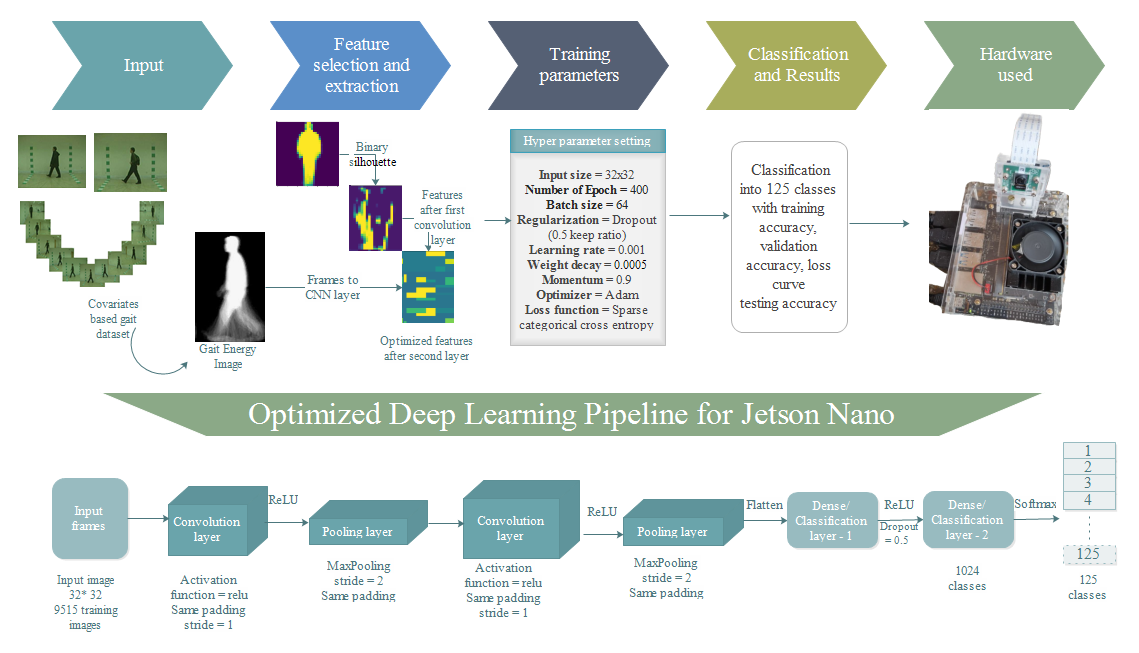 Input
Feature
selection and
extraction
Training
parameters
Classification
and Results
Hardware
used
Covariates
based gait
dataset
Gait Energy
Image
Binary
silhouette
Features
after first
convolution
layer
Frames to
CNN layer
Optimized features
after second layer
Hyper parameter setting
Input size = 32x32
Number of Epoch = 400
Batch size = 64
Regularization = Dropout
(0.5 keep ratio)
Learning rate = 0.001
Weight decay = 0.0005
Momentum = 0.9
Optimizer = Adam
Loss function = Sparse
categorical cross entropy
Classification
into 125 classes
with training
accuracy,
validation
accuracy, loss
curve
testing accuracy
Optimized Deep Learning Pipeline for Jetson Nano
Input
frames
Input image
32* 32
9515 training
images
Convolution
layer
Activation
function = relu
Same padding
stride = 1
ReLU
Pooling layer
MaxPooling
stride = 2
Same padding
Convolution
layer
Activation
function = relu
Same padding
stride = 1
ReLU
Pooling layer
MaxPooling
stride = 2
Same padding
Flatten
Dense/
Classification
layer - 1
ReLU
Dropout
= 0.5
Dense/
Classification
layer - 2
1024
classes
Softmax
1
2
3
4
125
125
classes